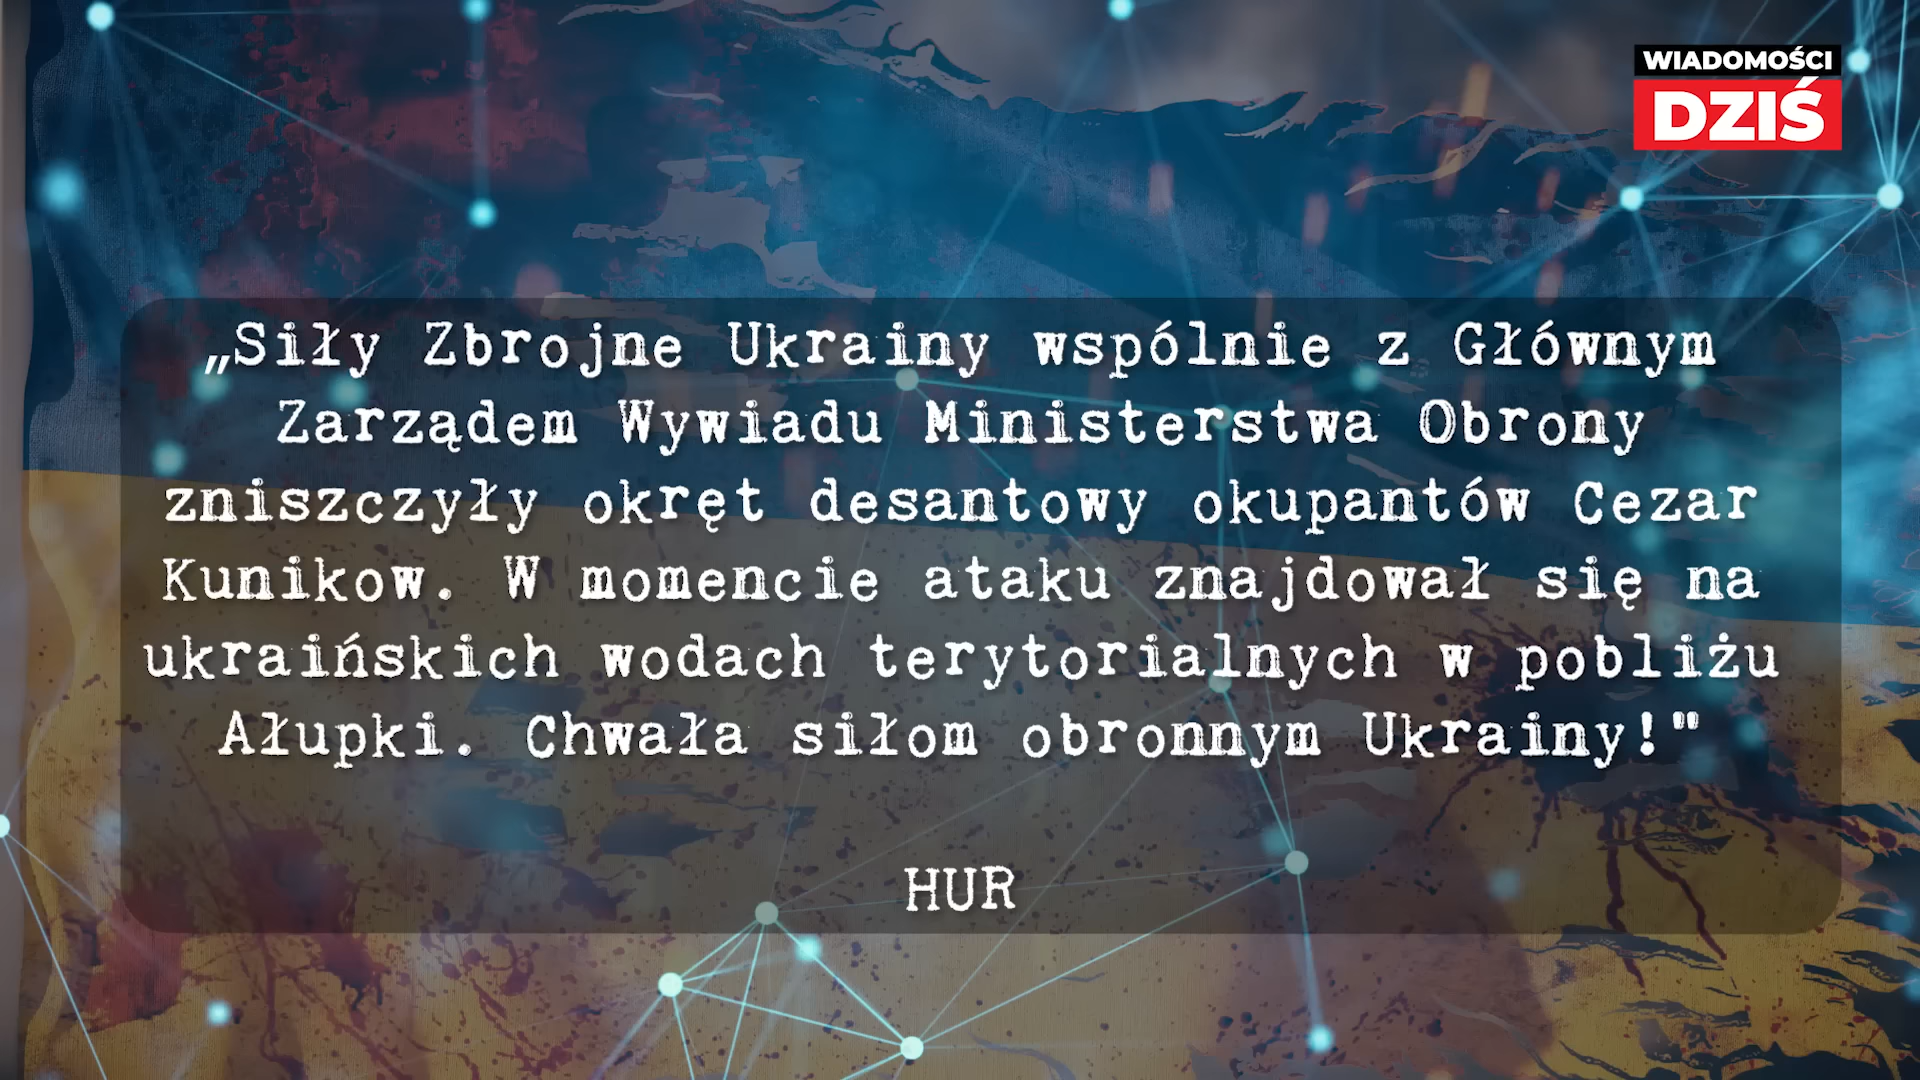 WIADOMOŚCI
DZIŚ
„Siły Zbrojne Ukrainy wspólnie z Głównym
Zarządem Wywiadu Ministerstwa Obrony
zniszczyły okręt desantowy okupantów Cezar
Kunikow. W momencie ataku znajdował się na
ukraińskich wodach terytorialnych w pobliżu
Ałupki. Chwała siłom obronnym Ukrainy!"
HUR